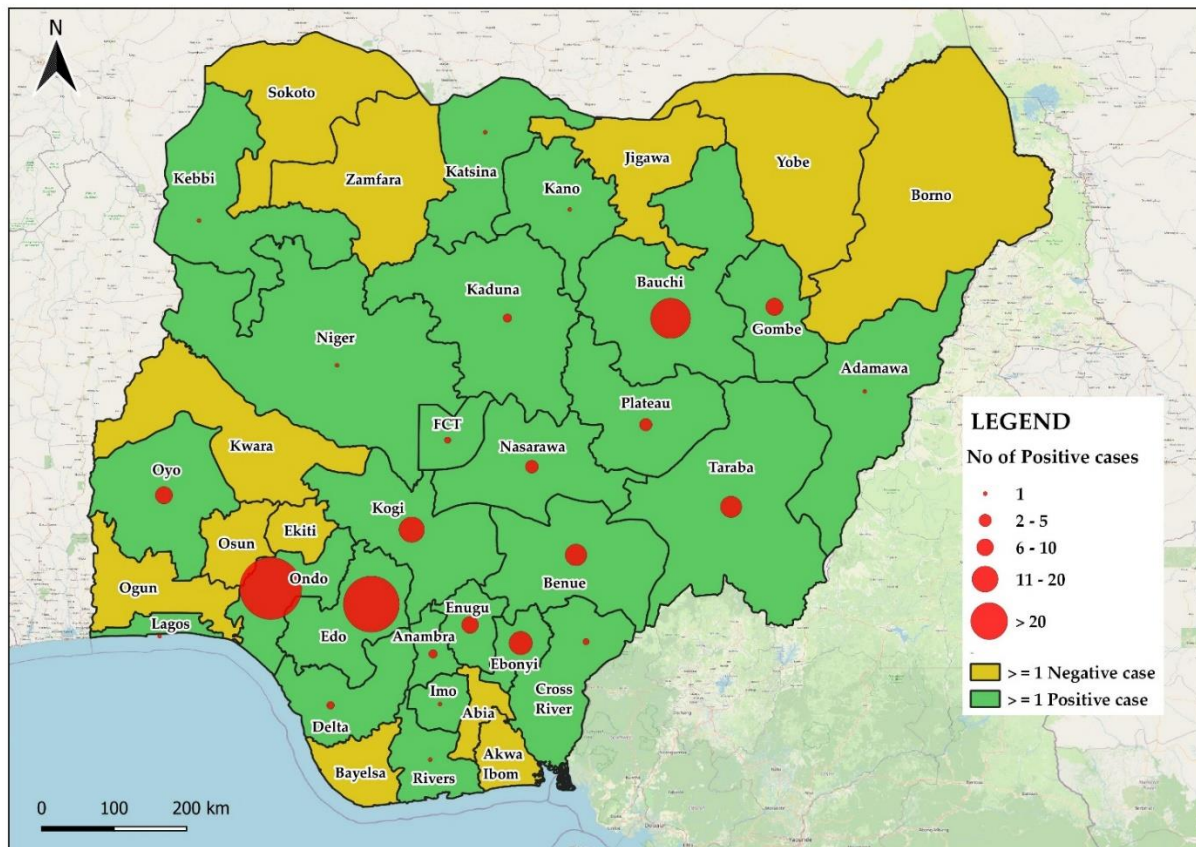 N
Sokoto
Katsina
Jigawa
Yobe
Kebbi
Zamfara
Kano
Borno
Kaduna
Bauchi
Gombe
Niger
Adamawa
Plateau
FCT
Nasarawa
Kwara
Oyo
Taraba
Kogi
Osun
Ekiti
Ogun
Ondo
Benue
Lagos
Edo
Enugu
Anambra
Ebonyi
Imo
Cross
River
Delta
Abia
Bayelsa
Rivers
Akwa
Ibom
0 100 200 km
LEGEND
No of Positive cases
1
2 - 5
6 - 10
11 - 20
> 20
> = 1 Negative case
> = 1 Positive case